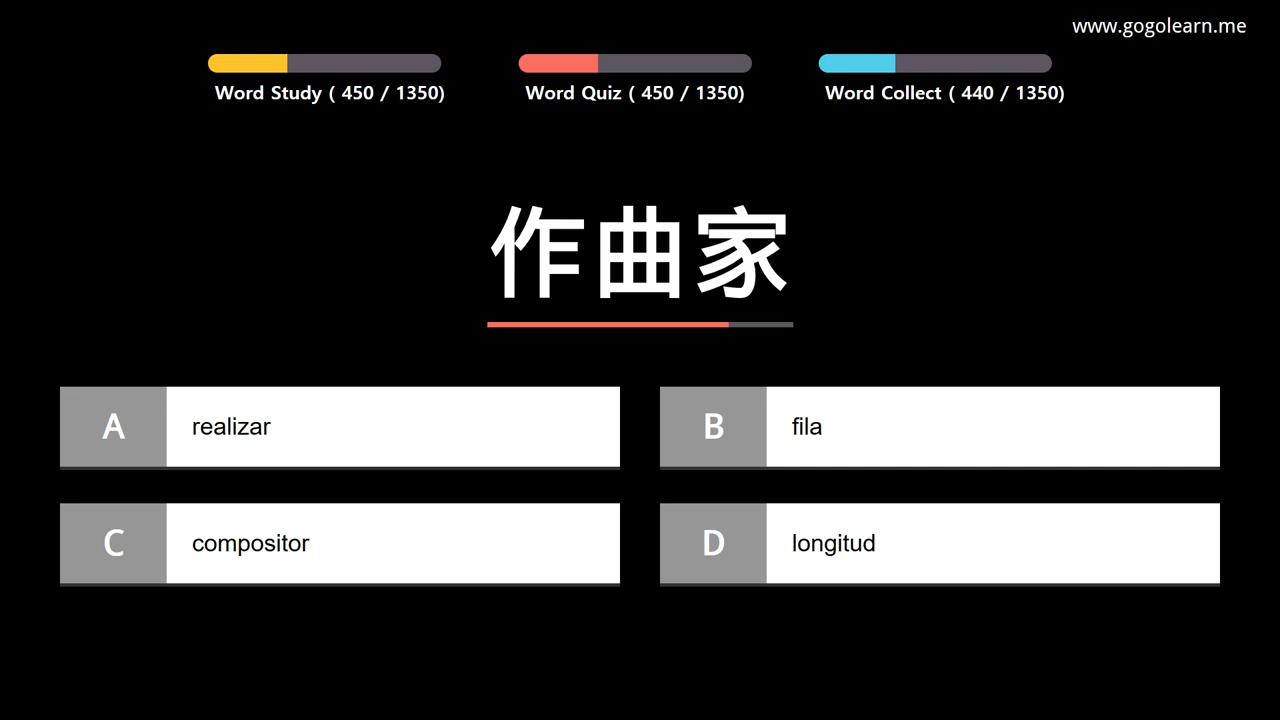 www.gogolearn.me
Word Study ( 450 / 1350)
Word Quiz ( 450 / 1350)
Word Collect ( 440 / 1350)
作曲家
A realizar
B fila
C compositor
D longitud